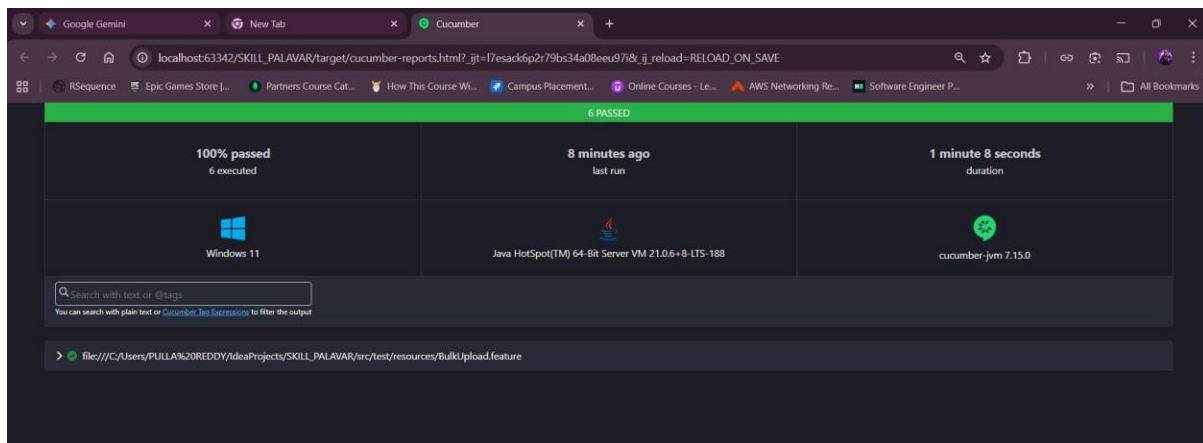 Google Gemini
New Tab
Cucumber
localhost:63342/SKILL_PALAVAR/target/cucumber-reports.html?_ijt=l7esack6p2r79bs34a08eeu97i&_ij_reload=RELOAD_ON_SAVE
RSequence Epic Games Store |... Partners Course Cat... How This Course Wi... Campus Placement... Online Courses - Le... AWS Networking Re... Software Engineer P... » All Bookmarks
6 PASSED
100% passed 8 minutes ago 1 minute 8 seconds
6 executed last run duration
Windows 11 Java HotSpot(TM) 64-Bit Server VM 21.0.6+8-LTS-188 cucumber-jvm 7.15.0
Search with text or @tags
You can search with plain text or Cucumber Tag Expressions to filter the output
file:///C:/Users/PULLA%20REDDY/IdeaProjects/SKILL_PALAVAR/src/test/resources/BulkUpload.feature